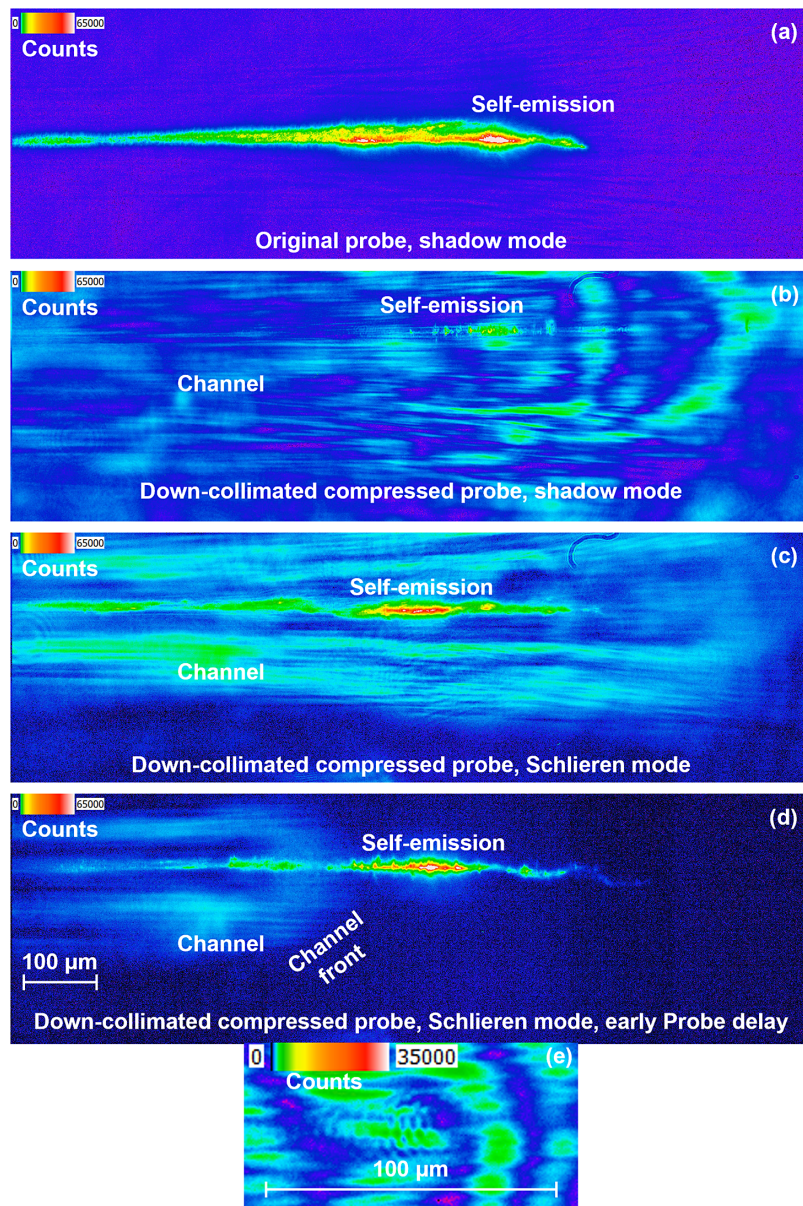 0 65000
Counts
(a)
Self-emission
Original probe, shadow mode
0 65000
Counts
(b)
Self-emission
Channel
Down-collimated compressed probe, shadow mode
0 65000
Counts
(c)
Self-emission
Channel
Down-collimated compressed probe, Schlieren mode
0 65000
Counts
(d)
Self-emission
Channel
Channel
front
100 µm
Down-collimated compressed probe, Schlieren mode, early Probe delay
0 35000
(e)
Counts
100 µm